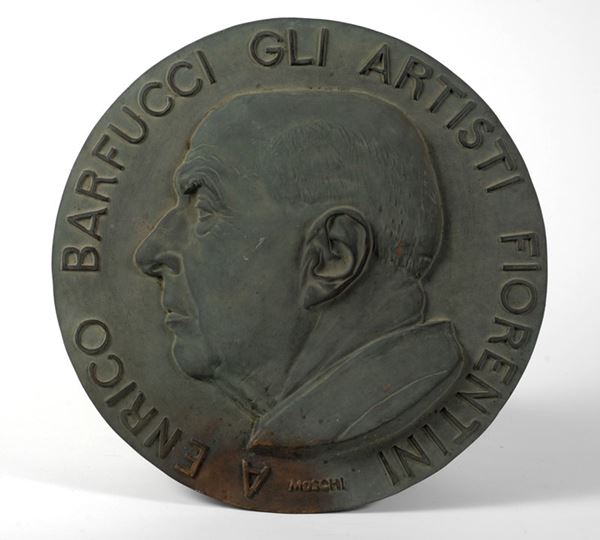 A ENRICO BARFUCCI GLI ARTISTI FIORENTINI
MOSCHI